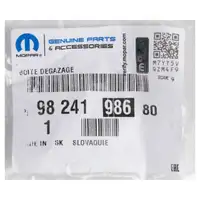 MOPAR
GENUINE PARTS
& ACCESSORIES
BOITE DEGAZAGE
98 241 986 80
1
MADE IN SK SLOVAQUIE